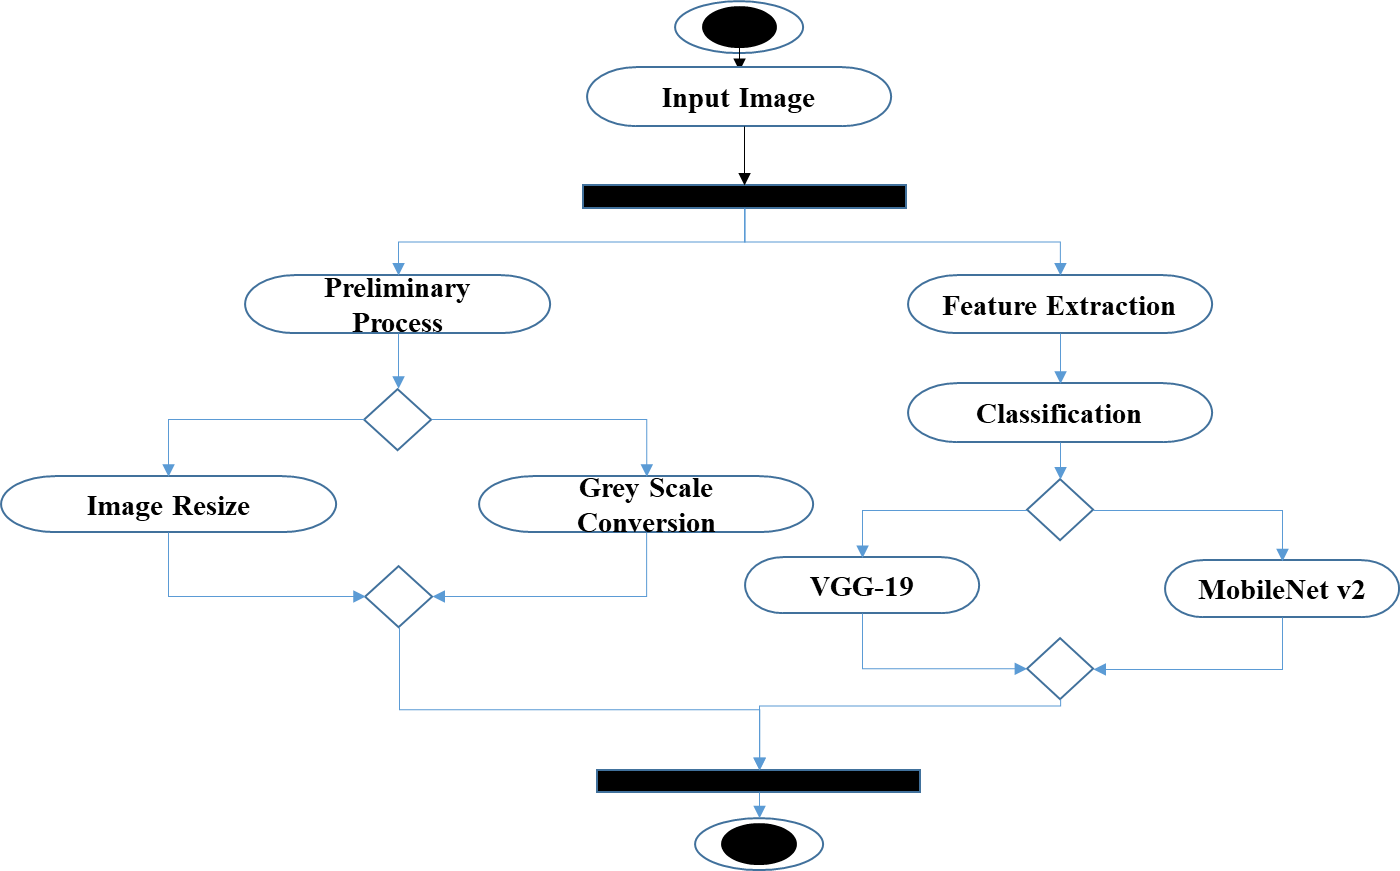 Input Image
Preliminary
Process
Feature Extraction
Classification
Image Resize
Grey Scale
Conversion
VGG-19
MobileNet v2